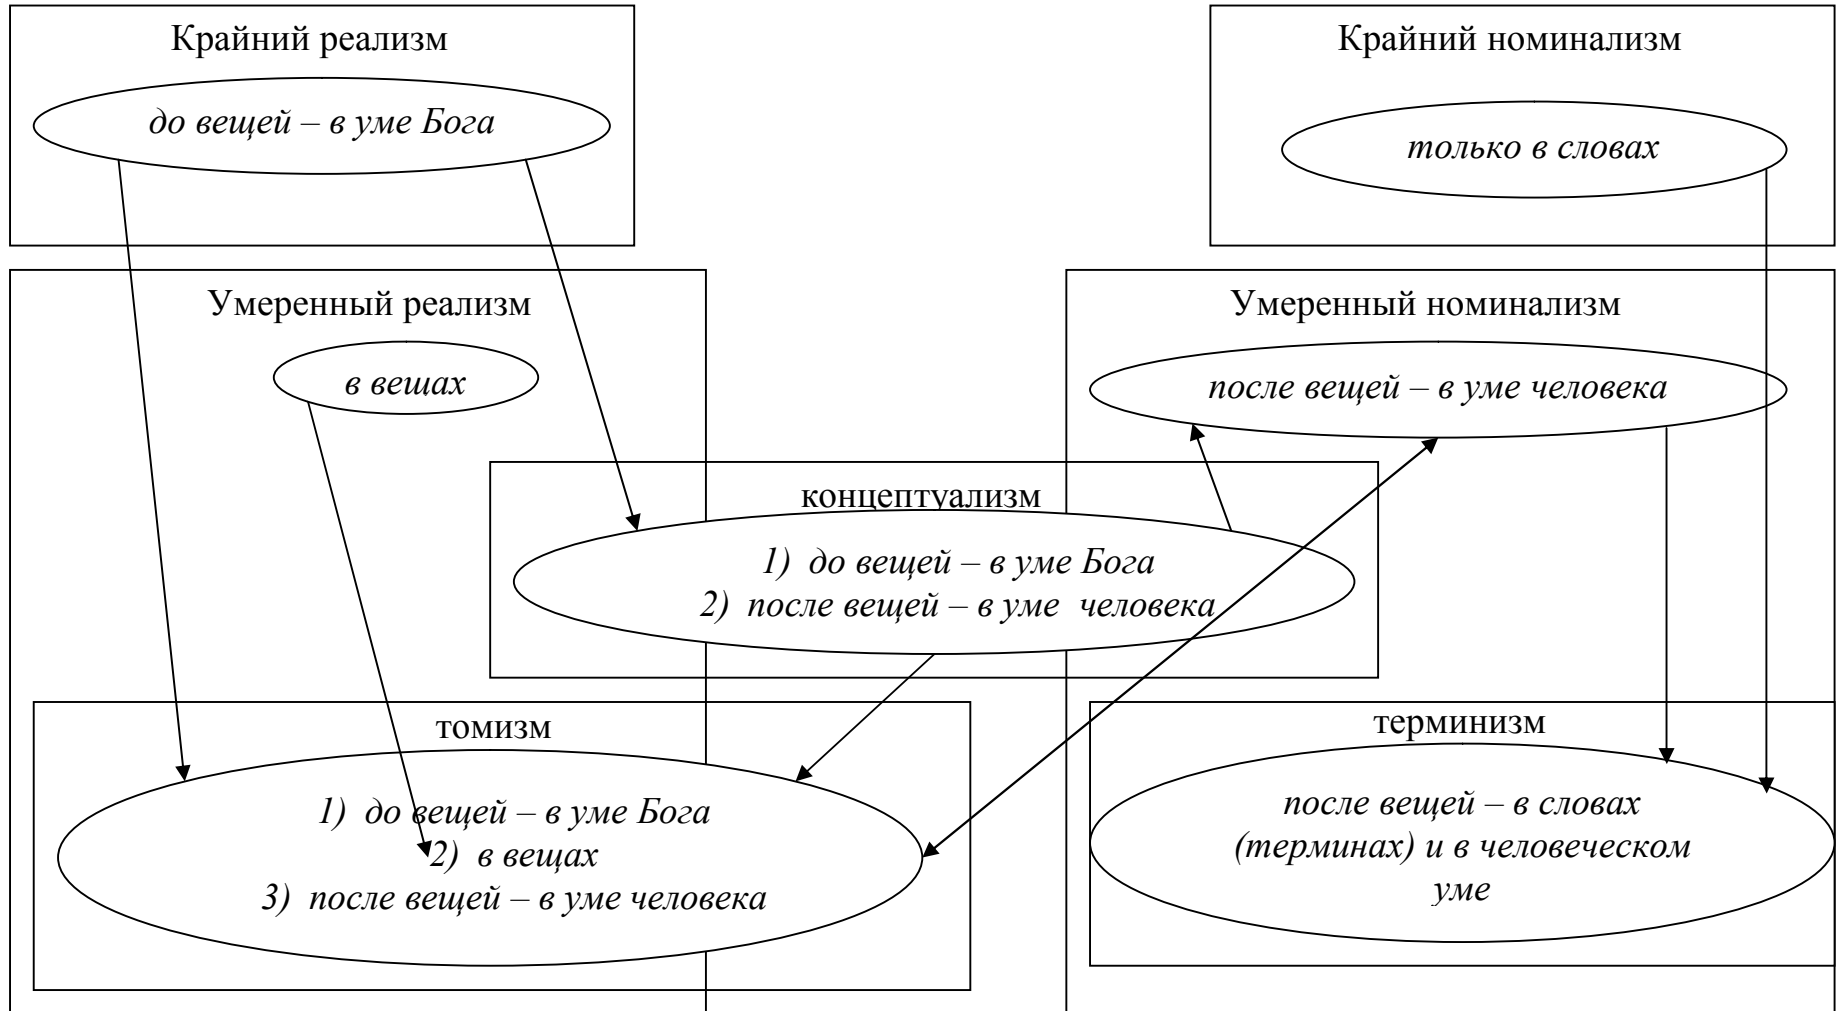 Крайний реализм
до вещей – в уме Бога
Крайний номинализм
только в словах
Умеренный реализм
в вещах
Умеренный номинализм
после вещей – в уме человека
концептуализм
1) до вещей – в уме Бога
2) после вещей – в уме человека
томизм
1) до вещей – в уме Бога
2) в вещах
3) после вещей – в уме человека
терминизм
после вещей – в словах
(терминах) и в человеческом
уме